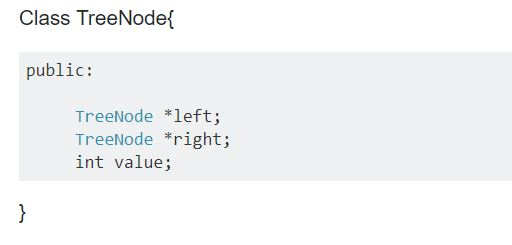 Class TreeNode{
public:
TreeNode *left;
TreeNode *right;
int value;
}